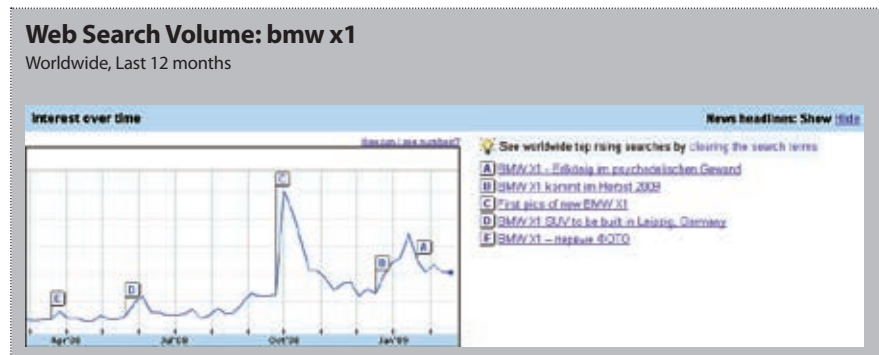 Web Search Volume: bmw x1
Worldwide, Last 12 months
Interest over time
News headlines: Show Hide
How can I see numbers?
See worldwide top rising searches by clearing the search terms
C
D
B
A
E
A BMW X1 - Erlkönig im psychedelischen Gewand
B BMW X1 kommt im Herbst 2009
C First pics of new BMW X1
D BMW X1 SUV to be built in Leipzig, Germany
E BMW X1 – первые ФОТО
Apr'08 Jul'08 Oct'08 Jan'09